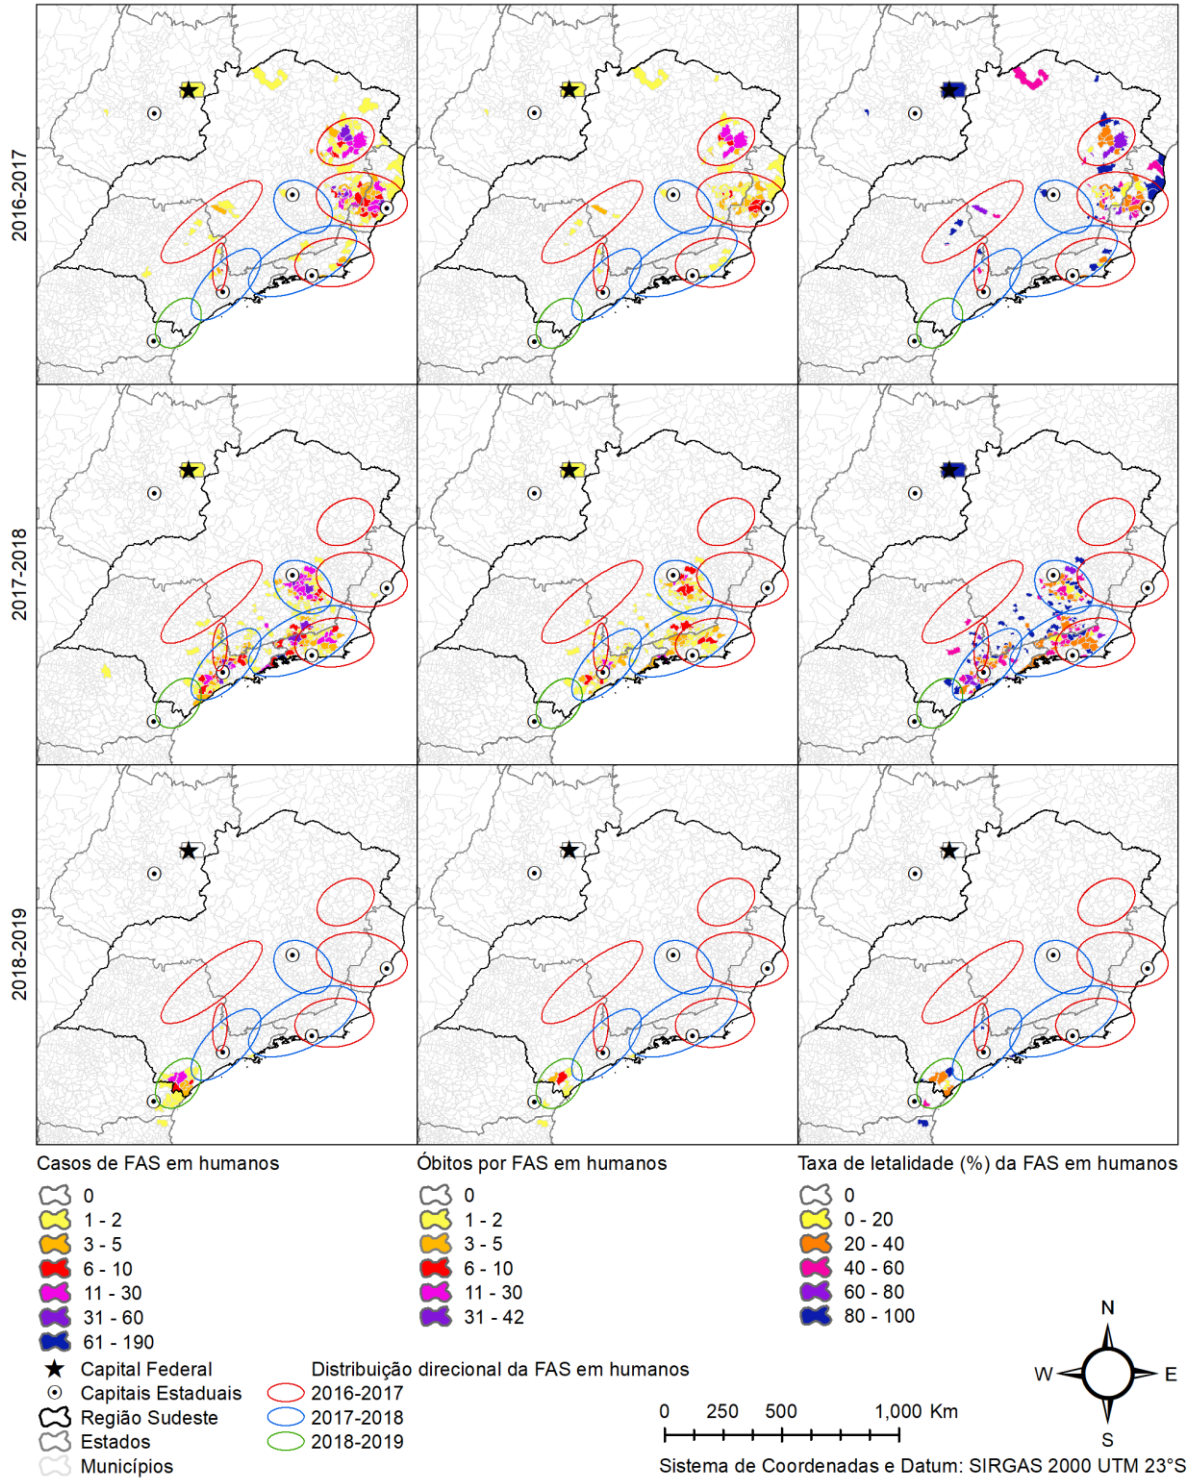 2016-2017
2017-2018
2018-2019
Casos de FAS em humanos
0
1 - 2
3 - 5
6 - 10
11 - 30
31 - 60
61 - 190
Óbitos por FAS em humanos
0
1 - 2
3 - 5
6 - 10
11 - 30
31 - 42
Taxa de letalidade (%) da FAS em humanos
0
0 - 20
20 - 40
40 - 60
60 - 80
80 - 100
Capital Federal
Capitais Estaduais
Região Sudeste
Estados
Municípios
Distribuição direcional da FAS em humanos
2016-2017
2017-2018
2018-2019
0 250 500 1,000 Km
N
W E
S
Sistema de Coordenadas e Datum: SIRGAS 2000 UTM 23°S